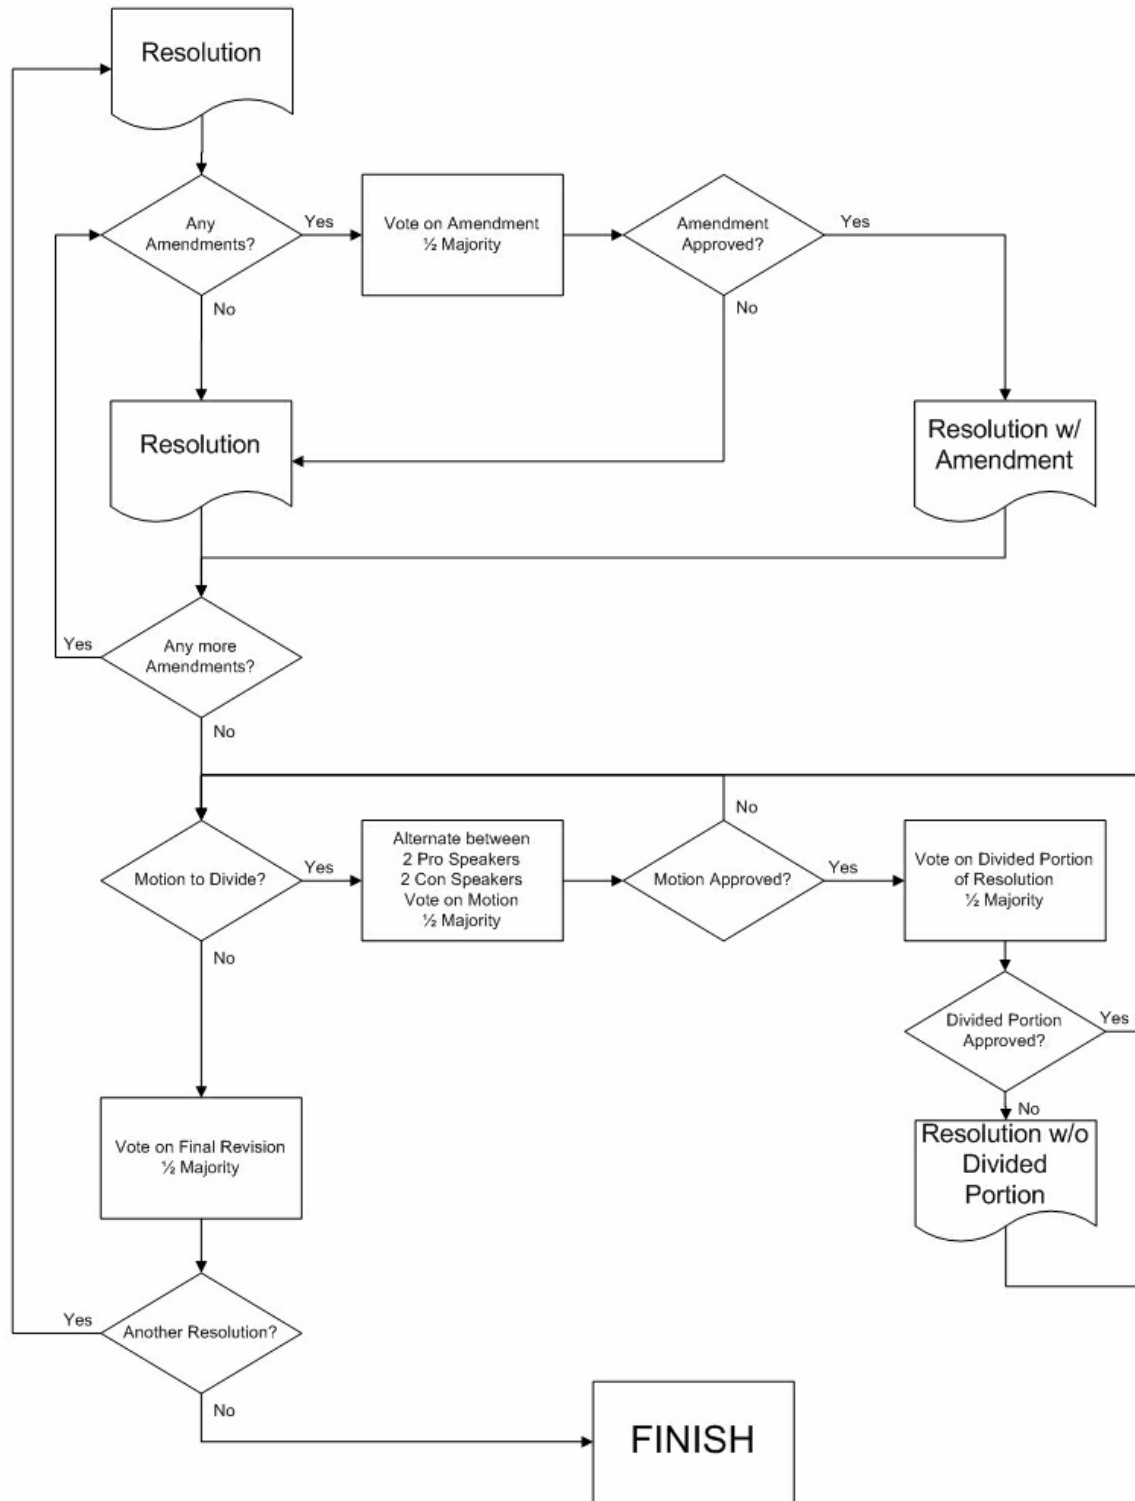 Resolution
Any
Amendments?
Yes
No
Vote on Amendment
½ Majority
Amendment
Approved?
Yes
No
Resolution
Resolution w/
Amendment
Any more
Amendments?
Yes
No
Motion to Divide?
Yes
No
Alternate between
2 Pro Speakers
2 Con Speakers
Vote on Motion
½ Majority
Motion Approved?
No
Yes
Vote on Divided Portion
of Resolution
½ Majority
Divided Portion
Approved?
Yes
No
Resolution w/o
Divided
Portion
Vote on Final Revision
½ Majority
Another Resolution?
Yes
No
FINISH